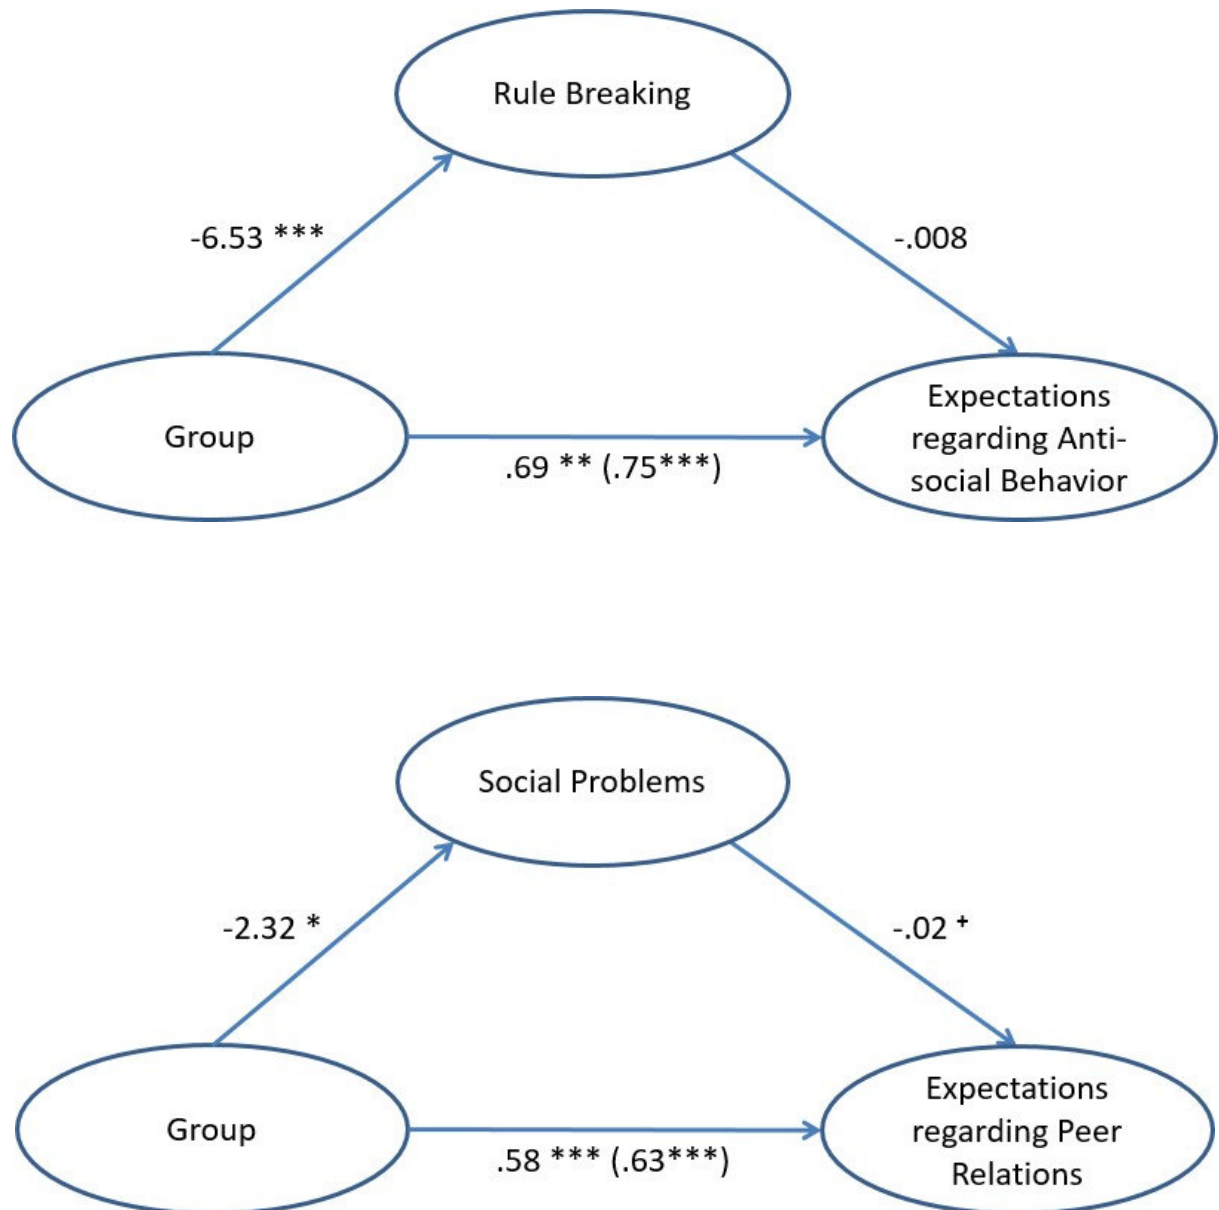 Rule Breaking
-6.53 ***
-.008
Group
Expectations
regarding Anti-
social Behavior
.69 ** (.75***)
Social Problems
-2.32 *
-.02 +
Group
Expectations
regarding Peer
Relations
.58 *** (.63***)